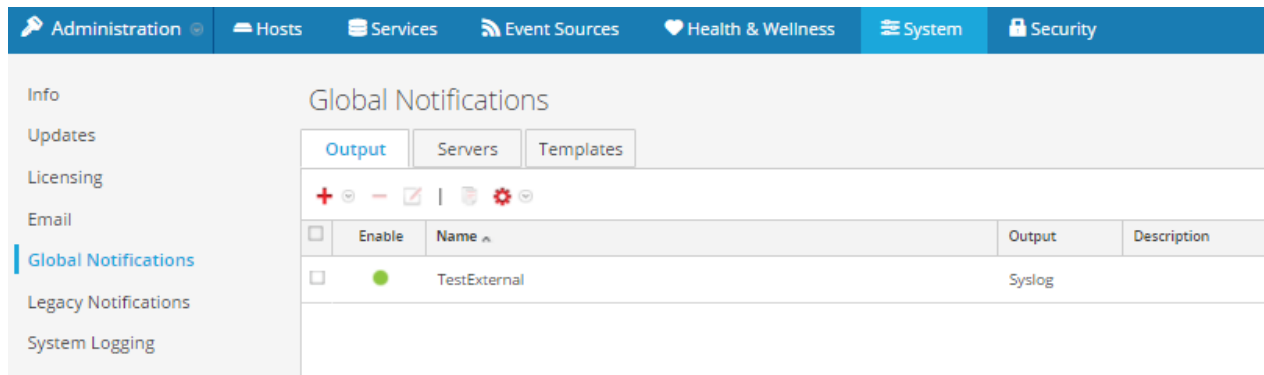 Administration Hosts Services Event Sources Health & Wellness System Security
Info
Updates
Licensing
Email
Global Notifications
Legacy Notifications
System Logging
Global Notifications
Output Servers Templates
Enable Name Output Description
TestExternal Syslog